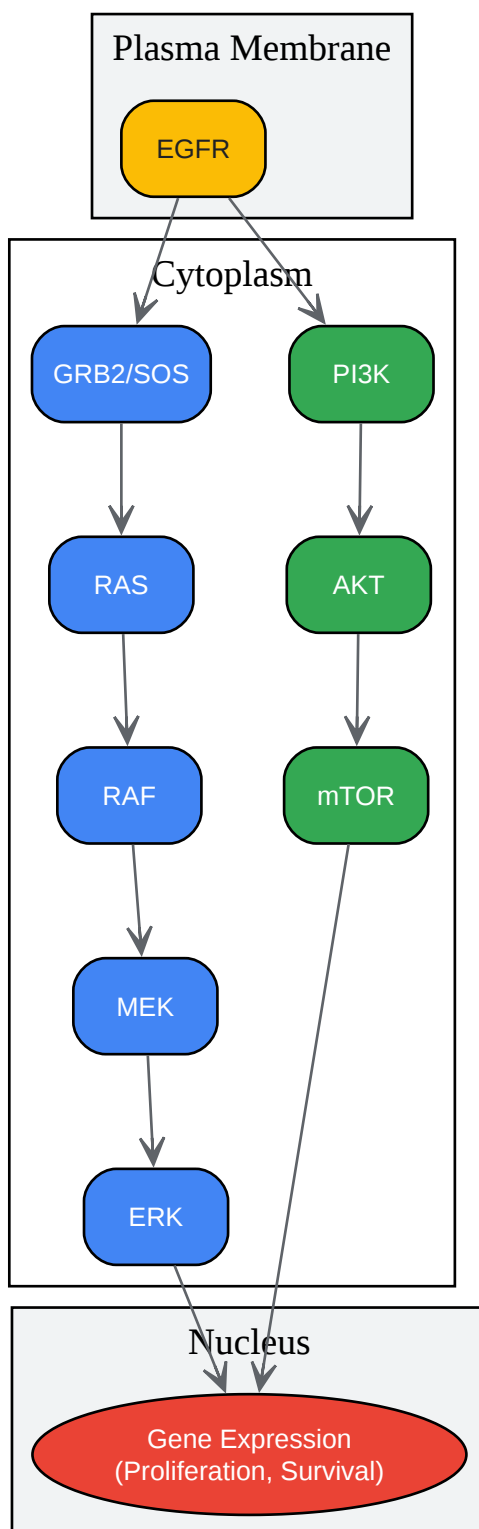 Plasma Membrane
EGFR
Cytoplasm
GRB2/SOS
PI3K
RAS
AKT
RAF
mTOR
MEK
ERK
Nucleus
Gene Expression
(Proliferation, Survival)